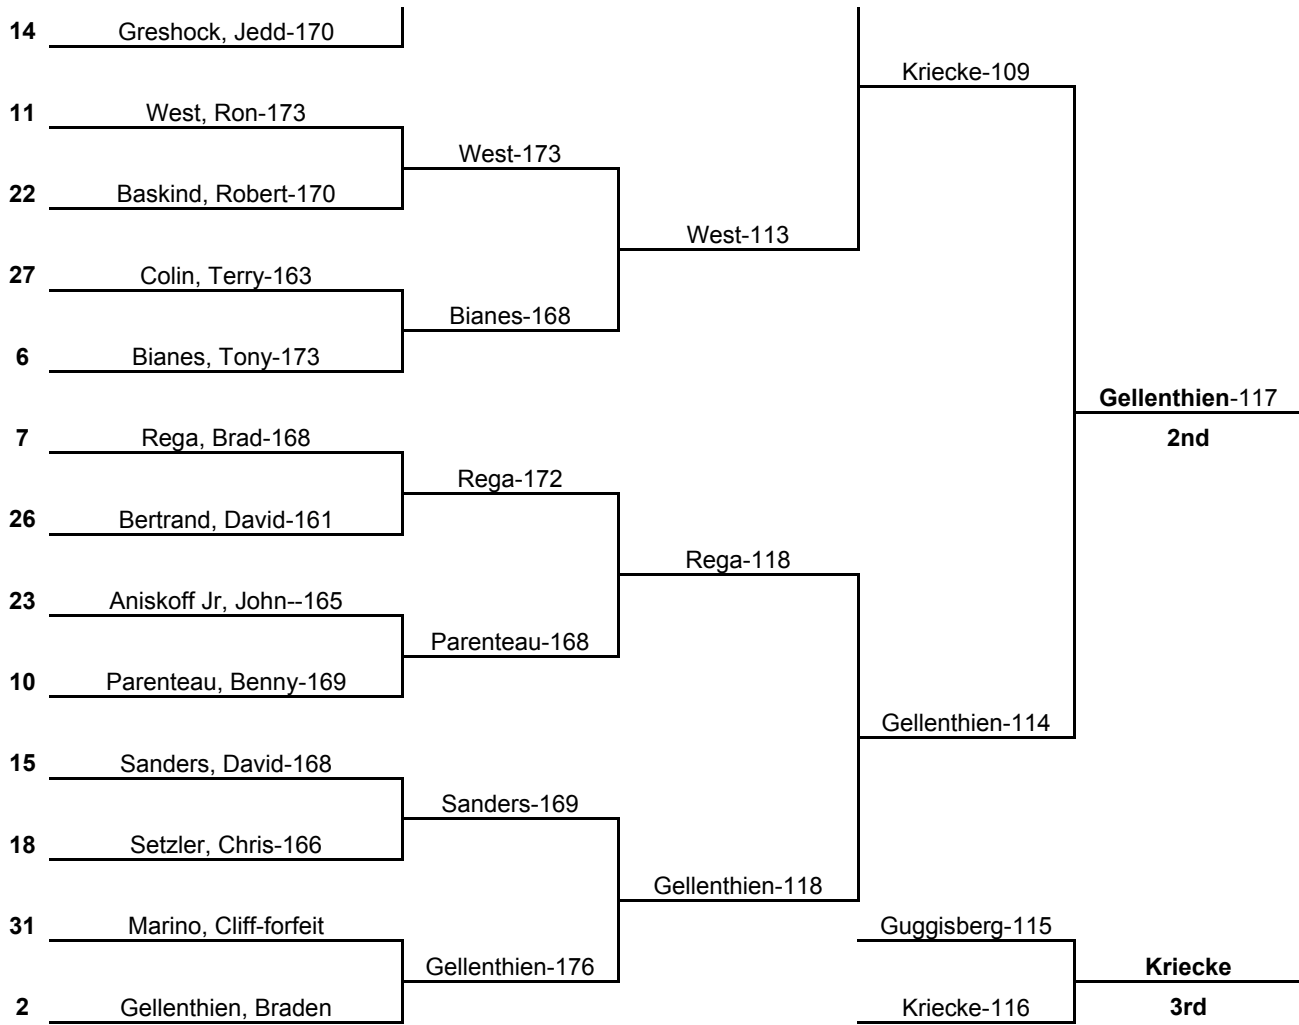 14 Greshock, Jedd-170
Kriecke-109
11 West, Ron-173
West-173
22 Baskind, Robert-170
West-113
27 Colin, Terry-163
Bianes-168
6 Bianes, Tony-173
Gellenthien-117
7 Rega, Brad-168
2nd
Rega-172
26 Bertrand, David-161
Rega-118
23 Aniskoff Jr, John--165
Parenteau-168
10 Parenteau, Benny-169
Gellenthien-114
15 Sanders, David-168
Sanders-169
18 Setzler, Chris-166
Gellenthien-118
31 Marino, Cliff-forfeit
Guggisberg-115
Gellenthien-176
Kriecke
2 Gellenthien, Braden
Kriecke-116
3rd